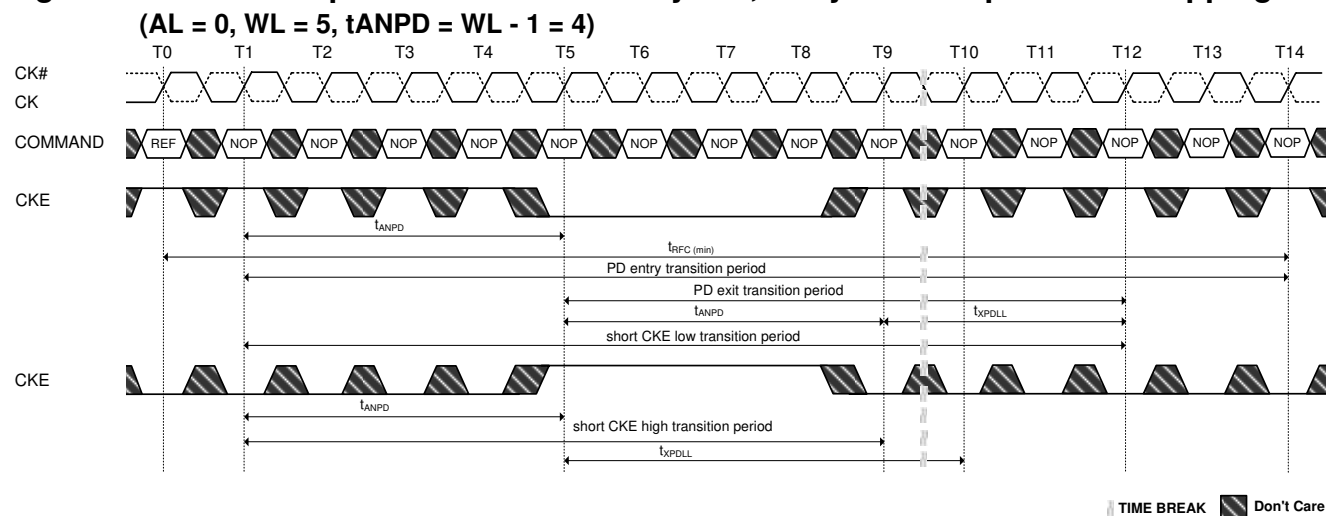 (AL = 0, WL = 5, tANPD = WL - 1 = 4)
T0 T1 T2 T3 T4 T5 T6 T7 T8 T9 T10 T11 T12 T13 T14
CK#
CK
COMMAND REF NOP NOP NOP NOP NOP NOP NOP NOP NOP NOP NOP NOP NOP NOP
CKE
tANPD
tRFC (min)
PD entry transition period
PD exit transition period
tANPD tXPDLL
short CKE low transition period
CKE
tANPD
short CKE high transition period
tXPDLL
TIME BREAK Don't Care